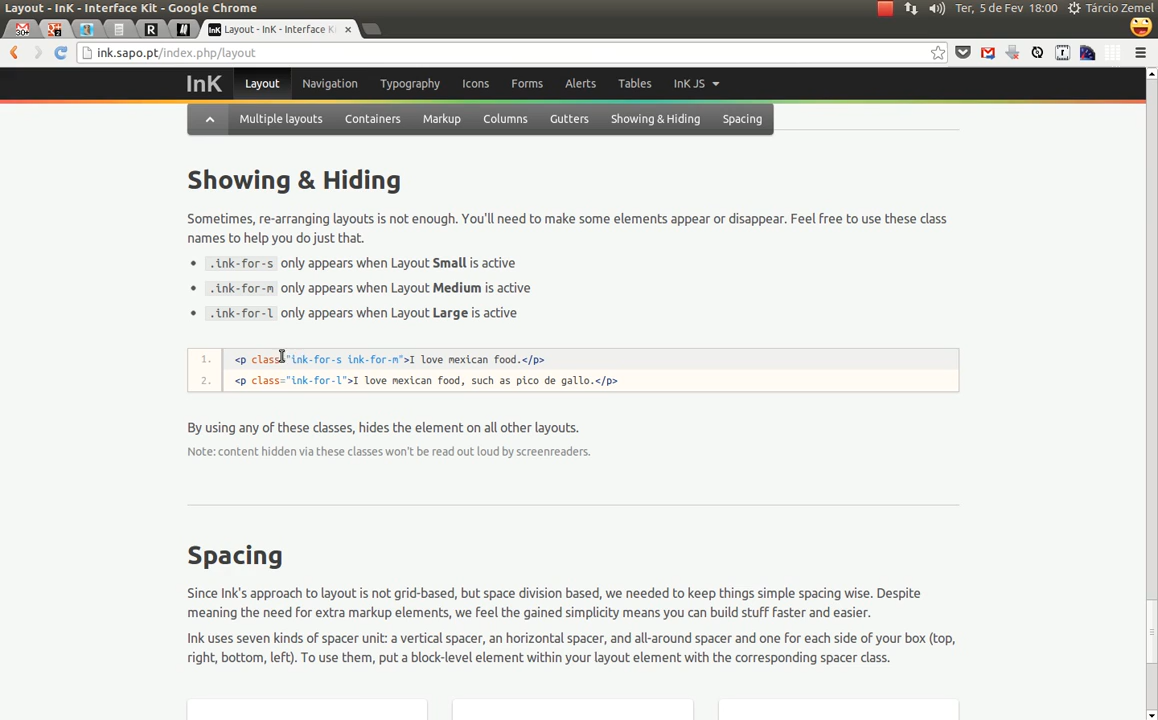 Layout - InK - Interface Kit - Google Chrome
Ter, 5 de Fev 18:00 Tárcio Zemel
30+
R
InK Layout - InK - Interface Ki ×
ink.sapo.pt/index.php/layout
InK Layout Navigation Typography Icons Forms Alerts Tables InK JS
Multiple layouts Containers Markup Columns Gutters Showing & Hiding Spacing
Showing & Hiding
Sometimes, re-arranging layouts is not enough. You'll need to make some elements appear or disappear. Feel free to use these class
names to help you do just that.
• .ink-for-s only appears when Layout Small is active
• .ink-for-m only appears when Layout Medium is active
• .ink-for-l only appears when Layout Large is active
1. <p class="ink-for-s ink-for-m">I love mexican food.</p>
2. <p class="ink-for-l">I love mexican food, such as pico de gallo.</p>
By using any of these classes, hides the element on all other layouts.
Note: content hidden via these classes won't be read out loud by screenreaders.
Spacing
Since Ink's approach to layout is not grid-based, but space division based, we needed to keep things simple spacing wise. Despite
meaning the need for extra markup elements, we feel the gained simplicity means you can build stuff faster and easier.
Ink uses seven kinds of spacer unit: a vertical spacer, an horizontal spacer, and all-around spacer and one for each side of your box (top,
right, bottom, left). To use them, put a block-level element within your layout element with the corresponding spacer class.